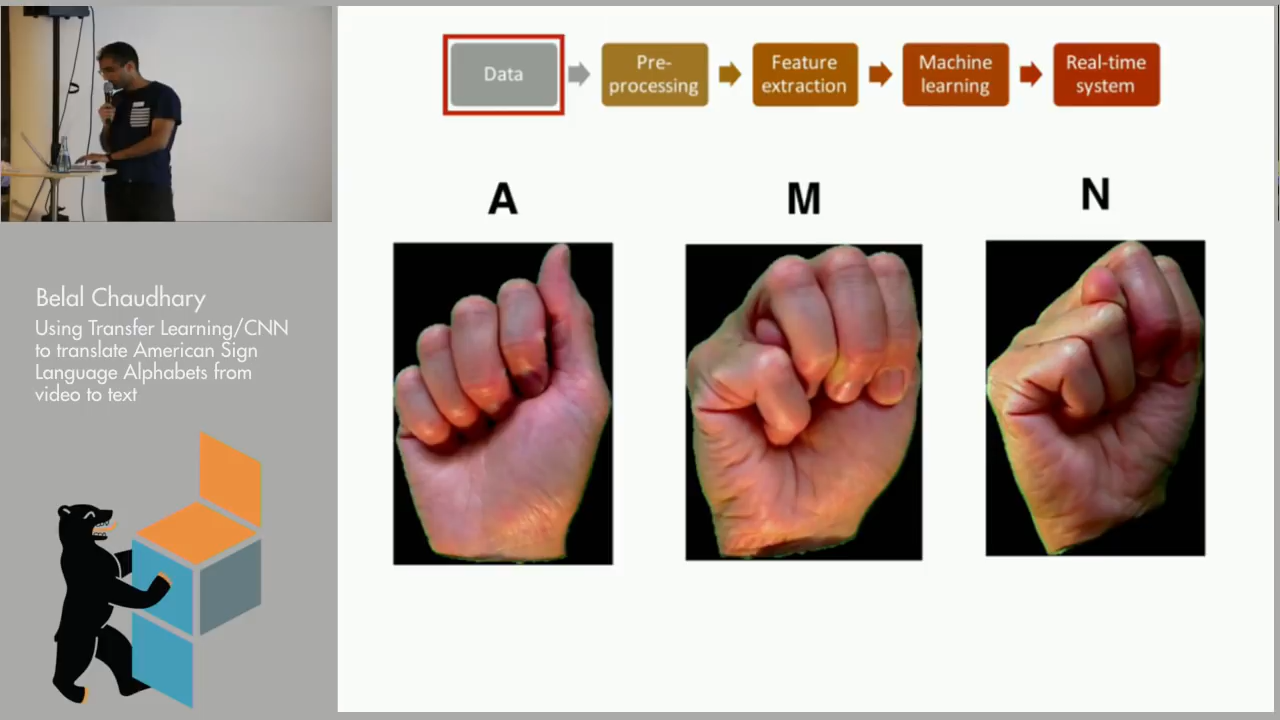 Data
Pre-
processing
Feature
extraction
Machine
learning
Real-time
system
A
M
N
Belal Chaudhary
Using Transfer Learning/CNN
to translate American Sign
Language Alphabets from
video to text